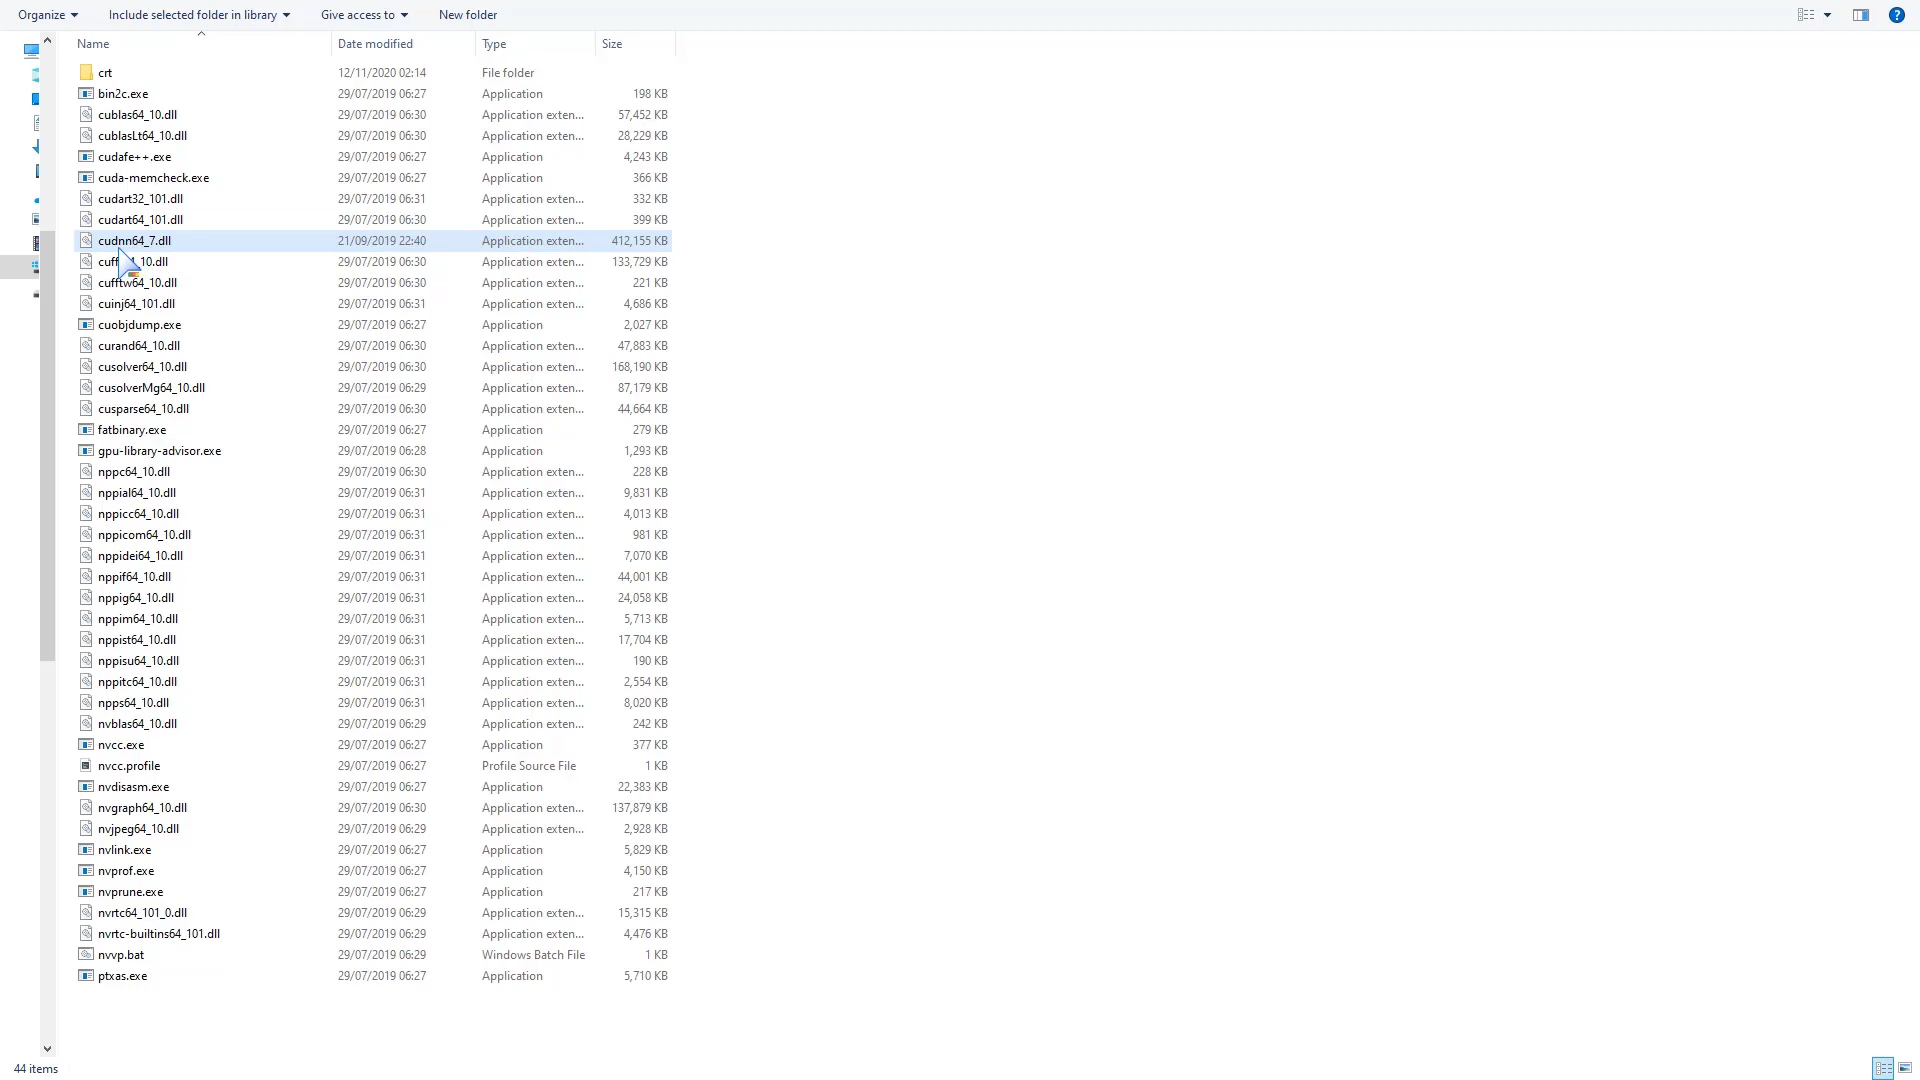 Organize Include selected folder in library Give access to New folder
Name Date modified Type Size
crt 12/11/2020 02:14 File folder
bin2c.exe 29/07/2019 06:27 Application 198 KB
cublas64_10.dll 29/07/2019 06:30 Application exten... 57,452 KB
cublasLt64_10.dll 29/07/2019 06:30 Application exten... 28,229 KB
cudafe++.exe 29/07/2019 06:27 Application 4,243 KB
cuda-memcheck.exe 29/07/2019 06:27 Application 366 KB
cudart32_101.dll 29/07/2019 06:31 Application exten... 332 KB
cudart64_101.dll 29/07/2019 06:30 Application exten... 399 KB
cudnn64_7.dll 21/09/2019 22:40 Application exten... 412,155 KB
29/07/2019 06:30 Application exten... 133,729 KB
cufftw64_10.dll 29/07/2019 06:30 Application exten... 221 KB
cuinj64_101.dll 29/07/2019 06:31 Application exten... 4,686 KB
cuobjdump.exe 29/07/2019 06:27 Application 2,027 KB
curand64_10.dll 29/07/2019 06:30 Application exten... 47,883 KB
cusolver64_10.dll 29/07/2019 06:30 Application exten... 168,190 KB
cusolverMg64_10.dll 29/07/2019 06:29 Application exten... 87,179 KB
cusparse64_10.dll 29/07/2019 06:30 Application exten... 44,664 KB
fatbinary.exe 29/07/2019 06:27 Application 279 KB
gpu-library-advisor.exe 29/07/2019 06:28 Application 1,293 KB
nppc64_10.dll 29/07/2019 06:30 Application exten... 228 KB
nppial64_10.dll 29/07/2019 06:31 Application exten... 9,831 KB
nppicc64_10.dll 29/07/2019 06:31 Application exten... 4,013 KB
nppicom64_10.dll 29/07/2019 06:31 Application exten... 981 KB
nppidei64_10.dll 29/07/2019 06:31 Application exten... 7,070 KB
nppif64_10.dll 29/07/2019 06:31 Application exten... 44,001 KB
nppig64_10.dll 29/07/2019 06:31 Application exten... 24,058 KB
nppim64_10.dll 29/07/2019 06:31 Application exten... 5,713 KB
nppist64_10.dll 29/07/2019 06:31 Application exten... 17,704 KB
nppisu64_10.dll 29/07/2019 06:31 Application exten... 190 KB
nppitc64_10.dll 29/07/2019 06:31 Application exten... 2,554 KB
npps64_10.dll 29/07/2019 06:31 Application exten... 8,020 KB
nvblas64_10.dll 29/07/2019 06:29 Application exten... 242 KB
nvcc.exe 29/07/2019 06:27 Application 377 KB
nvcc.profile 29/07/2019 06:27 Profile Source File 1 KB
nvdisasm.exe 29/07/2019 06:27 Application 22,383 KB
nvgraph64_10.dll 29/07/2019 06:30 Application exten... 137,879 KB
nvjpeg64_10.dll 29/07/2019 06:29 Application exten... 2,928 KB
nvlink.exe 29/07/2019 06:27 Application 5,829 KB
nvprof.exe 29/07/2019 06:27 Application 4,150 KB
nvprune.exe 29/07/2019 06:27 Application 217 KB
nvrtc64_101_0.dll 29/07/2019 06:29 Application exten... 15,315 KB
nvrtc-builtins64_101.dll 29/07/2019 06:29 Application exten... 4,476 KB
nvvp.bat 29/07/2019 06:29 Windows Batch File 1 KB
ptxas.exe 29/07/2019 06:27 Application 5,710 KB
44 items